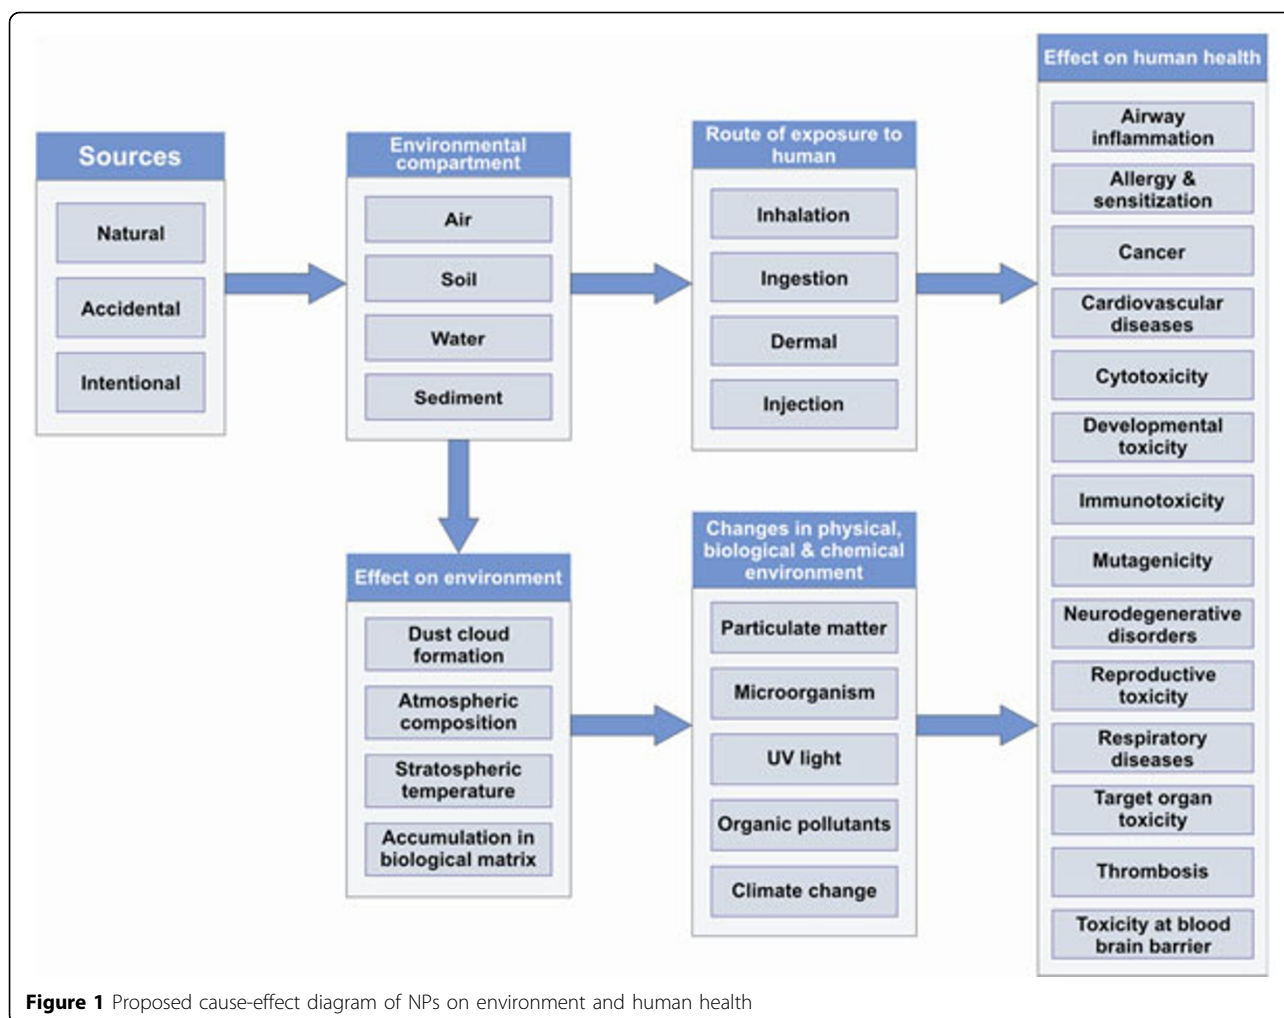 Sources
Natural
Accidental
Intentional
Environmental
compartment
Air
Soil
Water
Sediment
Route of exposure to
human
Inhalation
Ingestion
Dermal
Injection
Effect on environment
Dust cloud
formation
Atmospheric
composition
Stratospheric
temperature
Accumulation in
biological matrix
Changes in physical,
biological & chemical
environment
Particulate matter
Microorganism
UV light
Organic pollutants
Climate change
Effect on human health
Airway
inflammation
Allergy &
sensitization
Cancer
Cardiovascular
diseases
Cytotoxicity
Developmental
toxicity
Immunotoxicity
Mutagenicity
Neurodegenerative
disorders
Reproductive
toxicity
Respiratory
diseases
Target organ
toxicity
Thrombosis
Toxicity at blood
brain barrier
Figure 1 Proposed cause-effect diagram of NPs on environment and human health